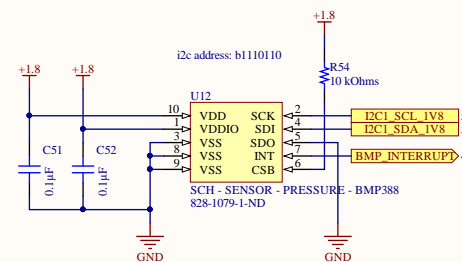 +1.8
i2c address: b1110110
+1.8 +1.8
R54
10 kOhms
U12
10 VDD SCK 2 I2C1_SCL_1V8
1 VDDIO SDI 4 I2C1_SDA_1V8
3 VSS SDO 5
8 VSS INT 7 BMP_INTERRUPT
9 VSS CSB 6
C51 C52
0.1µF 0.1µF
SCH - SENSOR - PRESSURE - BMP388
828-1079-1-ND
GND GND